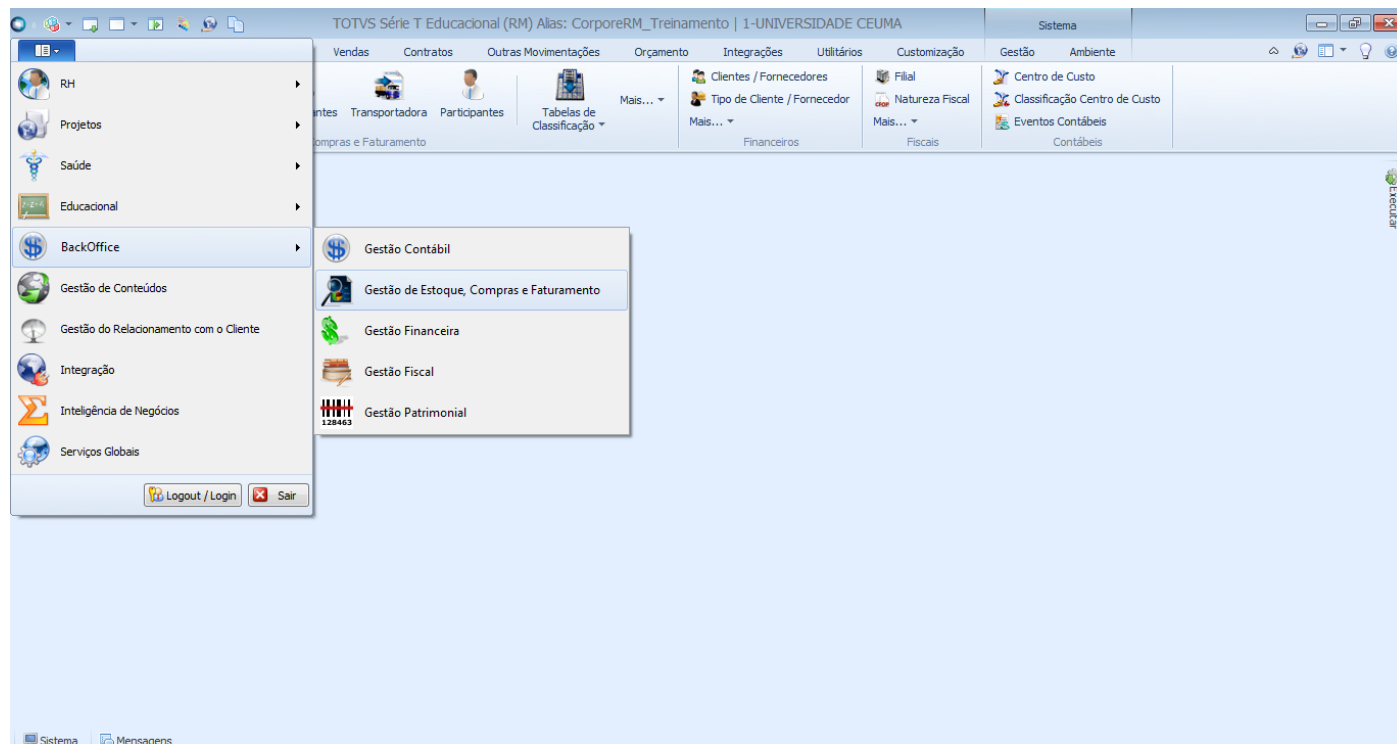 TOTVS Série T Educacional (RM) Alias: CorporeRM_Treinamento | 1-UNIVERSIDADE CEUMA
Sistema
Vendas Contratos Outras Movimentações Orçamento Integrações Utilitários Customização Gestão Ambiente
Transportadora Participantes Tabelas de Classificação Mais...
Clientes / Fornecedores
Tipo de Cliente / Fornecedor
Mais...
Financeiros
Filial
Natureza Fiscal
Mais...
Fiscais
Centro de Custo
Classificação Centro de Custo
Eventos Contábeis
Contábeis
ompras e Faturamento
RH
Projetos
Saúde
Educacional
BackOffice
Gestão de Conteúdos
Gestão do Relacionamento com o Cliente
Integração
Inteligência de Negócios
Serviços Globais
Logout / Login Sair
Gestão Contábil
Gestão de Estoque, Compras e Faturamento
Gestão Financeira
Gestão Fiscal
Gestão Patrimonial
128463
Executar
Sistema Mensagens